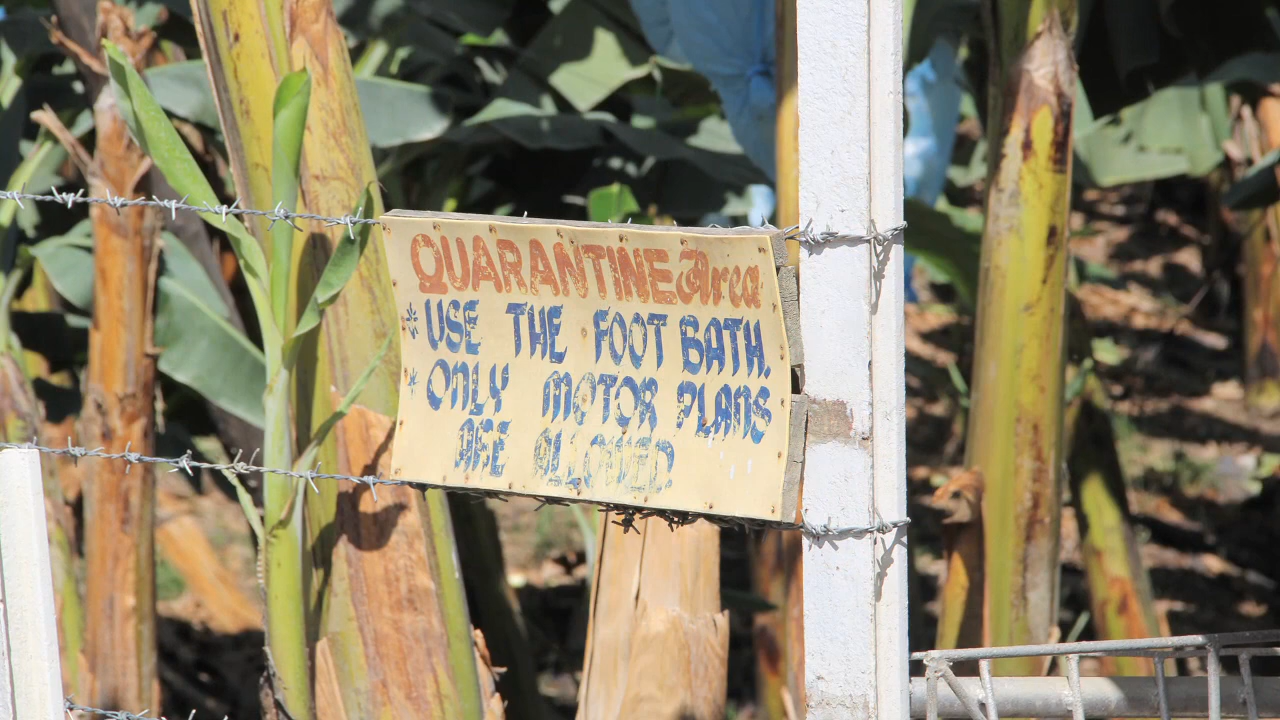 QUARANTINE Area
* USE THE FOOT BATH.
* ONLY MOTOR PLANS
ARE ALLOWED.